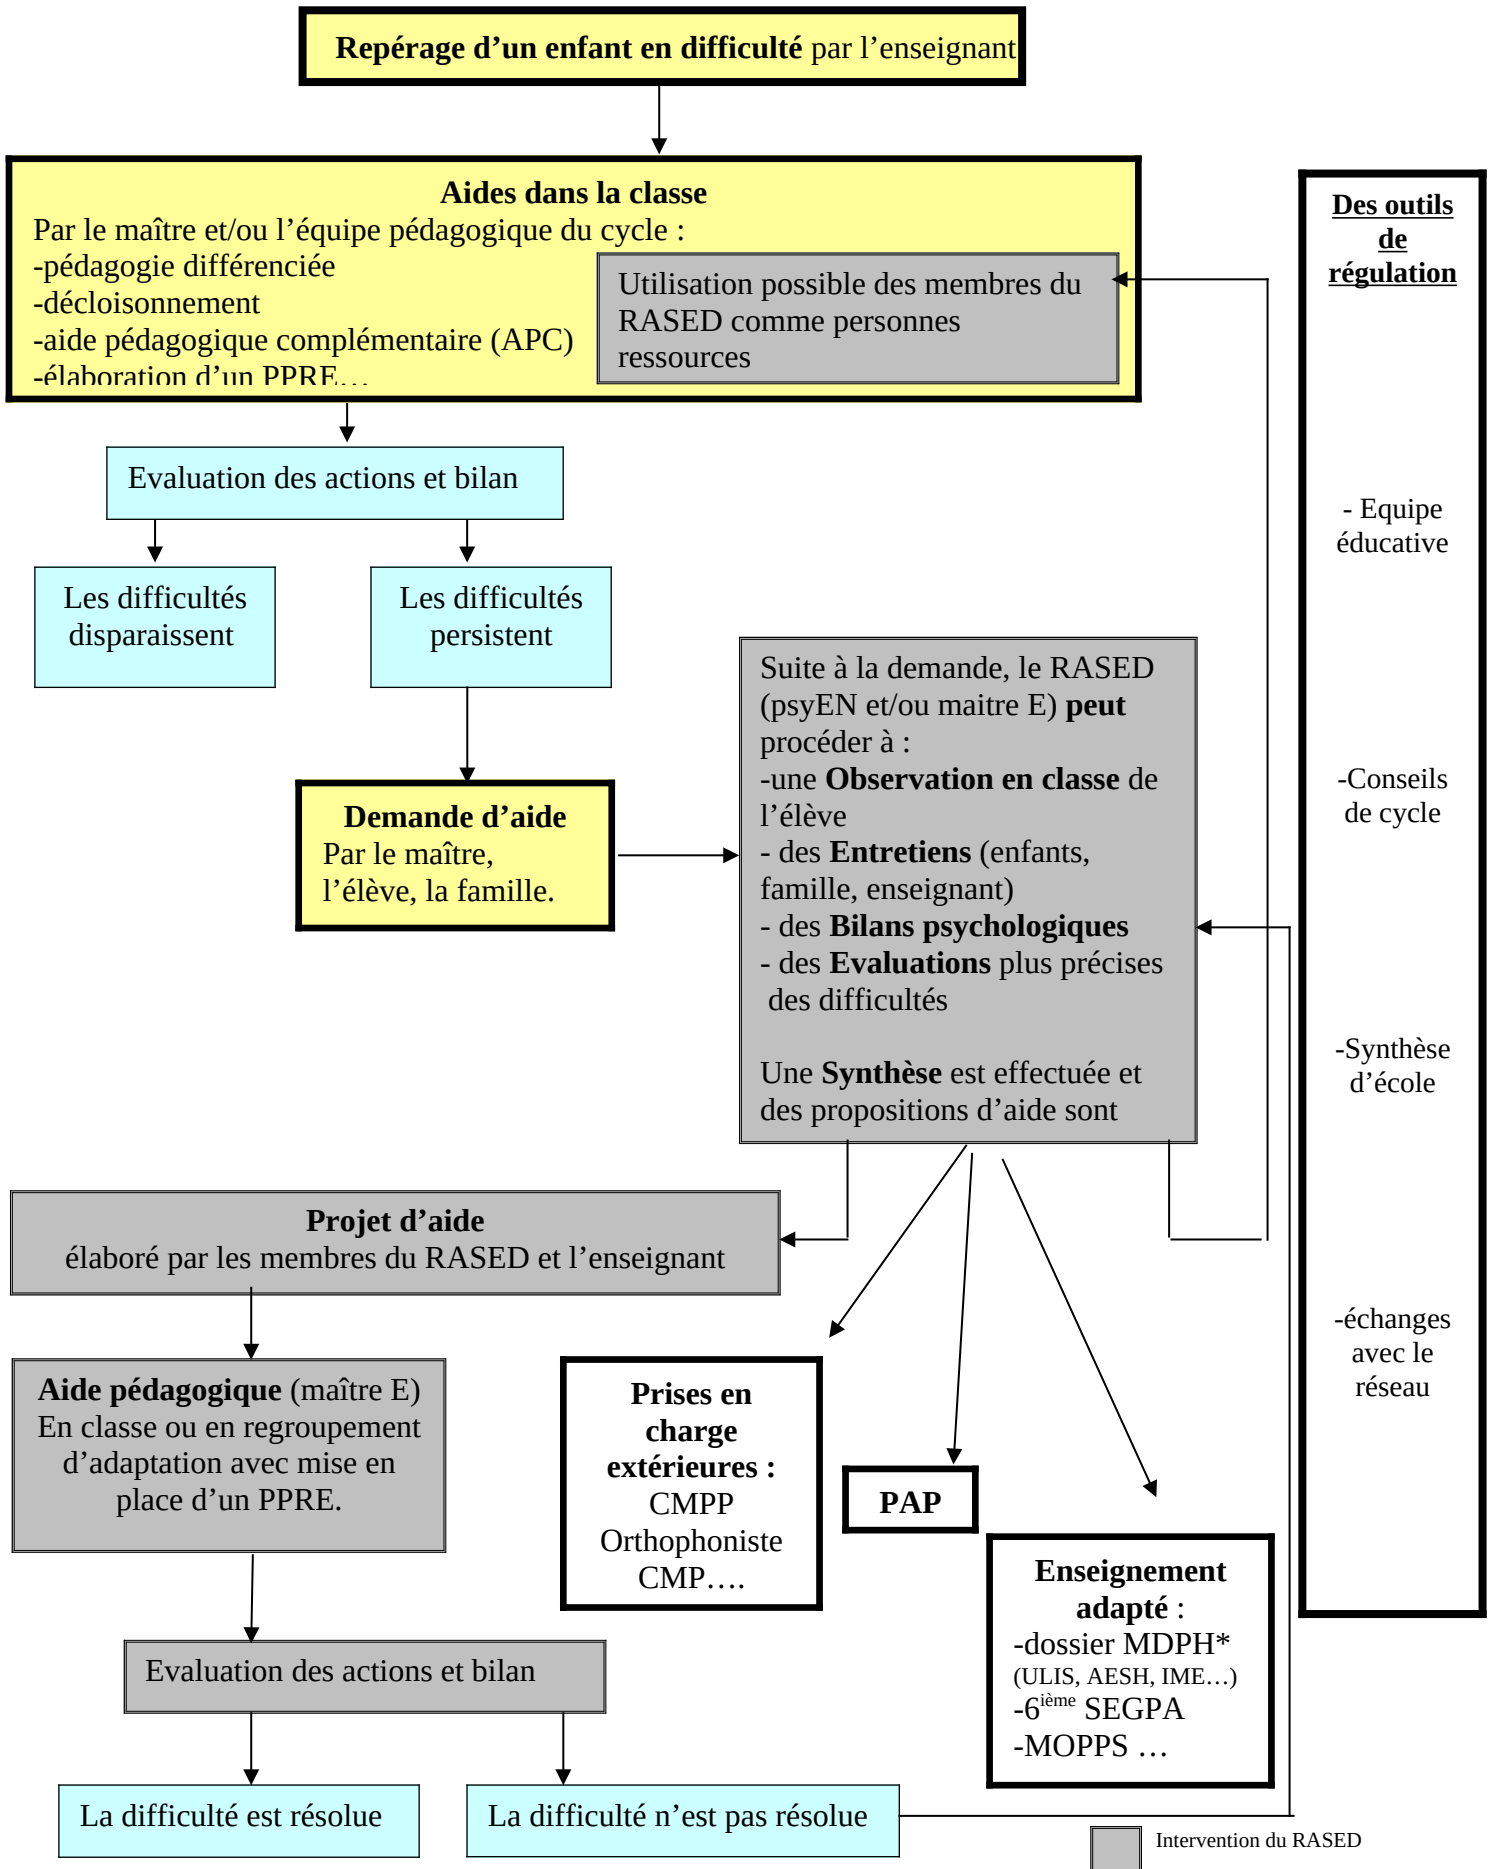 Repérage d’un enfant en difficulté par l’enseignant
Aides dans la classe
Par le maître et/ou l’équipe pédagogique du cycle :
-pédagogie différenciée
-décloisonnement
-aide pédagogique complémentaire (APC)
-élaboration d’un PPRE…
Utilisation possible des membres du
RASED comme personnes
ressources
Des outils
de
régulation
- Equipe
éducative
-Conseils
de cycle
-Synthèse
d’école
-échanges
avec le
réseau
Evaluation des actions et bilan
Les difficultés
disparaissent
Les difficultés
persistent
Demande d’aide
Par le maître,
l’élève, la famille.
Suite à la demande, le RASED
(psyEN et/ou maitre E) peut
procéder à :
-une Observation en classe de
l’élève
- des Entretiens (enfants,
famille, enseignant)
- des Bilans psychologiques
- des Evaluations plus précises
des difficultés
Une Synthèse est effectuée et
des propositions d’aide sont
Projet d’aide
élaboré par les membres du RASED et l’enseignant
Aide pédagogique (maître E)
En classe ou en regroupement
d’adaptation avec mise en
place d’un PPRE.
Prises en
charge
extérieures :
CMPP
Orthophoniste
CMP….
PAP
Enseignement
adapté :
-dossier MDPH*
(ULIS, AESH, IME…)
-6ième SEGPA
-MOPPS …
Evaluation des actions et bilan
La difficulté est résolue
La difficulté n’est pas résolue
Intervention du RASED